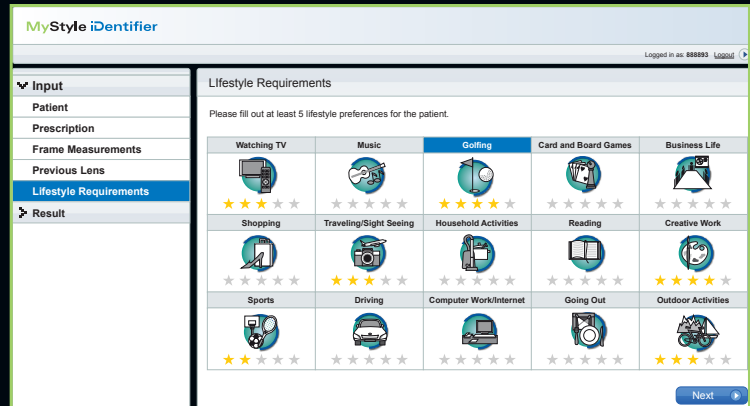 MyStyle iDentifier
Logged in as: 888893 Logout
Input
Patient
Prescription
Frame Measurements
Previous Lens
Lifestyle Requirements
Result
LIfestyle Requirements
Please fill out at least 5 lifestyle preferences for the patient.
Watching TV Music Golfing Card and Board Games Business Life
Shopping Traveling/Sight Seeing Household Activities Reading Creative Work
Sports Driving Computer Work/Internet Going Out Outdoor Activities
Next